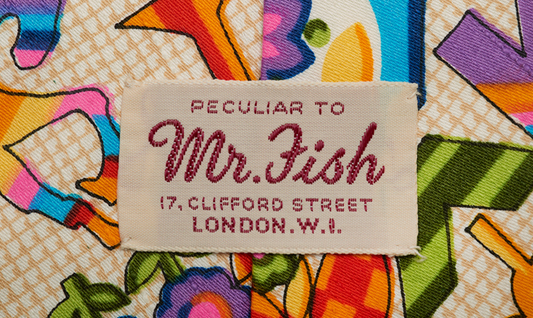 PECULIAR TO
Mr. Fish
17, CLIFFORD STREET
LONDON. W.1.